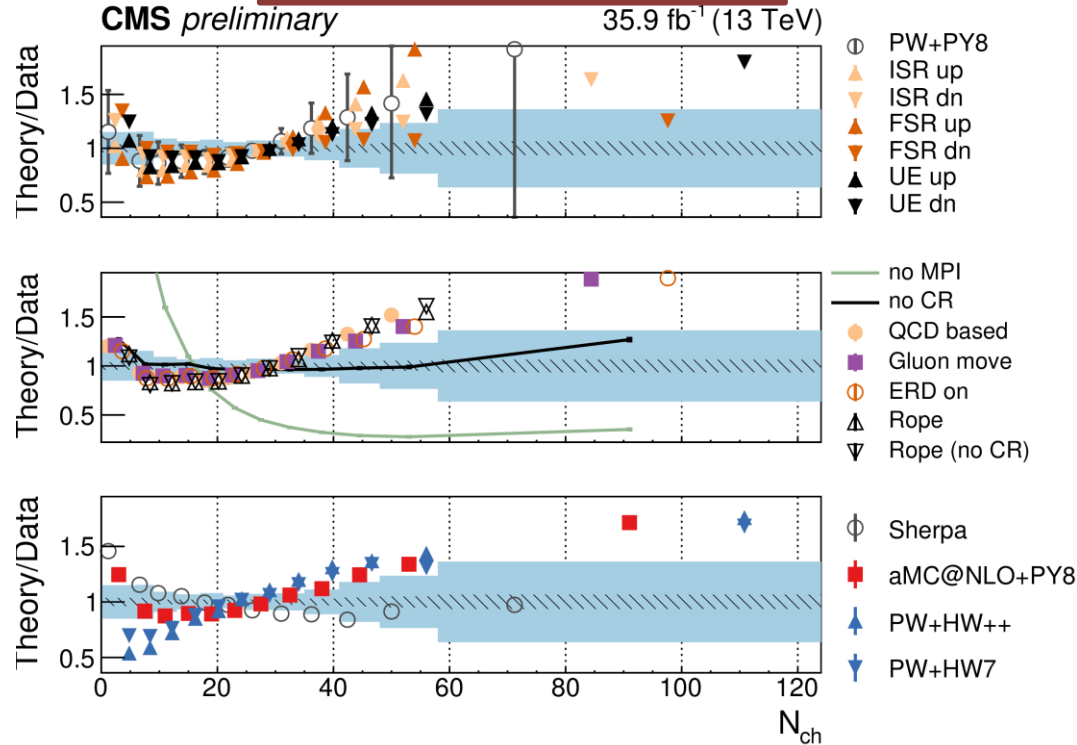 CMS preliminary 35.9 fb⁻¹ (13 TeV)
Theory/Data
1.5
1
0.5
PW+PY8
ISR up
ISR dn
FSR up
FSR dn
UE up
UE dn
Theory/Data
1.5
1
0.5
no MPI
no CR
QCD based
Gluon move
ERD on
Rope
Rope (no CR)
Theory/Data
1.5
1
0.5
Sherpa
aMC@NLO+PY8
PW+HW++
PW+HW7
0 20 40 60 80 100 120
N_ch